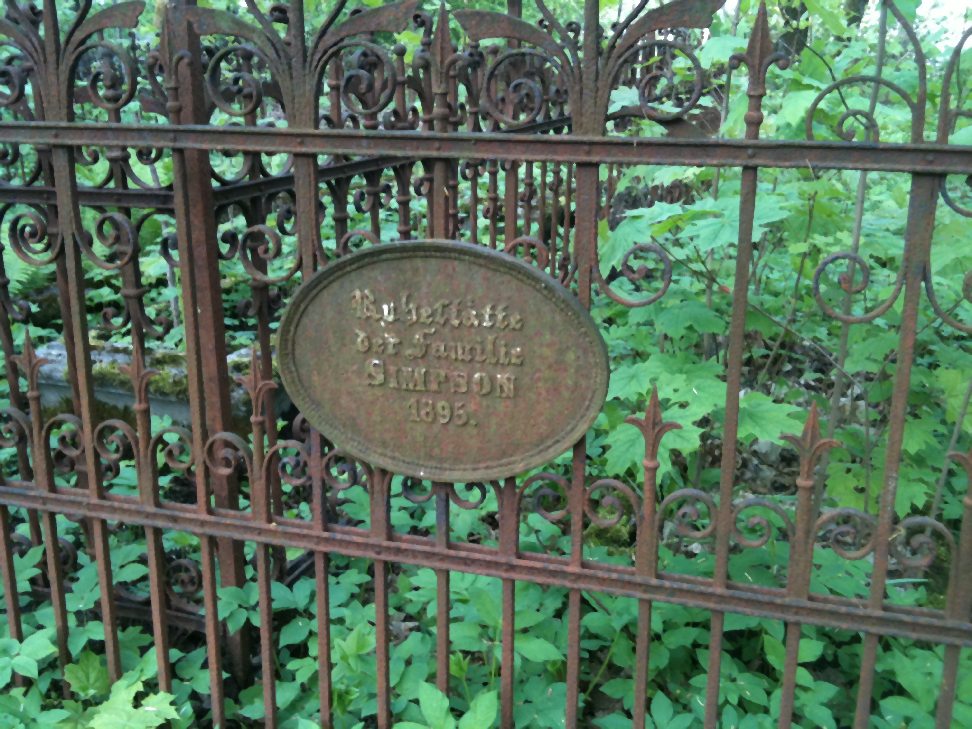 Ruhestätte
der Familie
SIMPSON
1895.